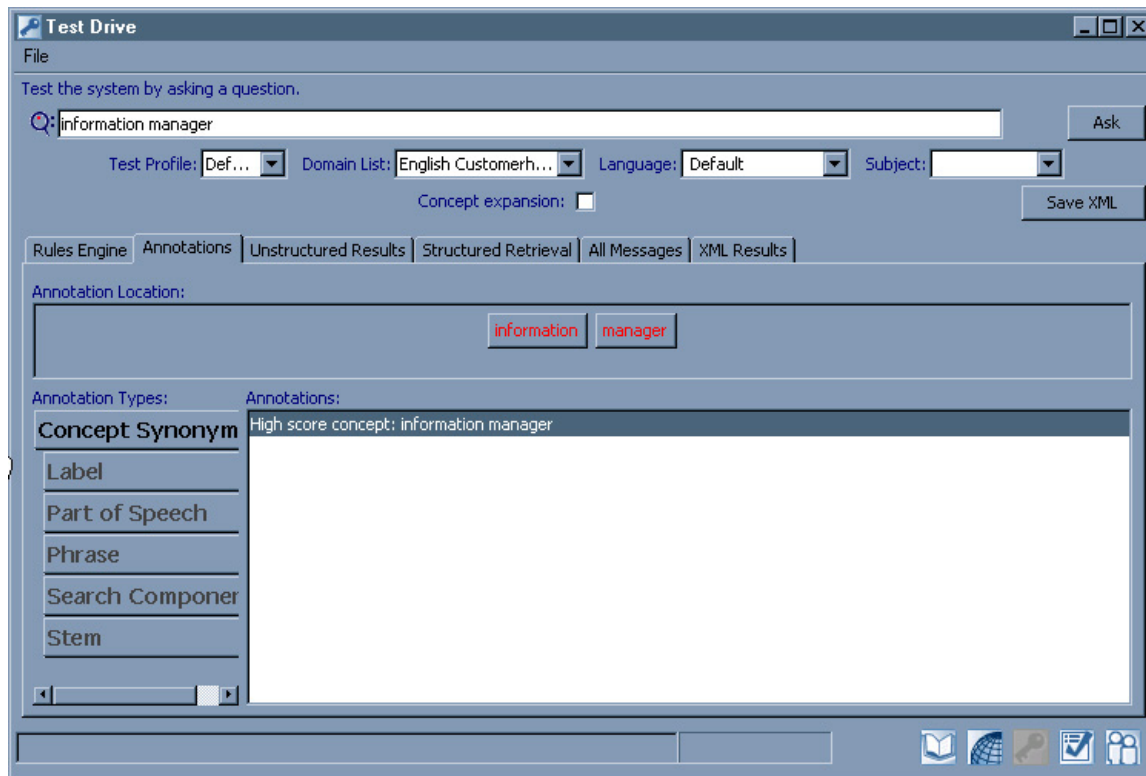 Test Drive
File
Test the system by asking a question.
Q: information manager Ask
Test Profile: Def... Domain List: English Customerh... Language: Default Subject:
Concept expansion: Save XML
Rules Engine Annotations Unstructured Results Structured Retrieval All Messages XML Results
Annotation Location:
information manager
Annotation Types: Annotations:
Concept Synonym High score concept: information manager
Label
Part of Speech
Phrase
Search Componen
Stem